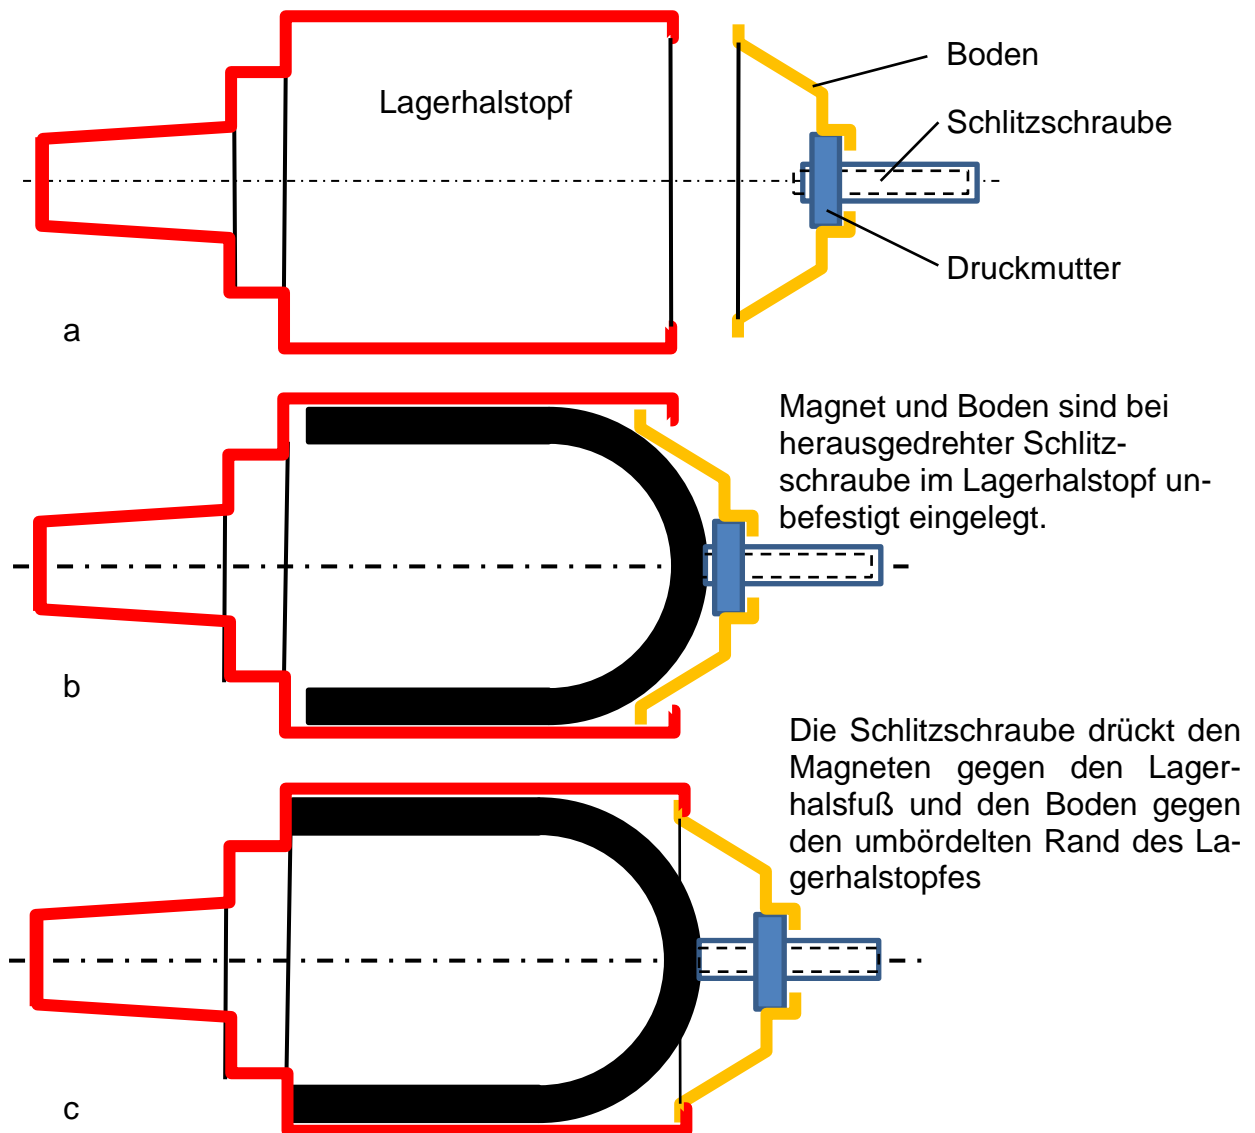 Boden
Lagerhalstopf
Schlitzschraube
Druckmutter
a
Magnet und Boden sind bei
herausgedrehter Schlitz-
schraube im Lagerhalstopf un-
befestigt eingelegt.
b
Die Schlitzschraube drückt den
Magneten gegen den Lager-
halsfuß und den Boden gegen
den umbördelten Rand des La-
gerhalstopfes
c